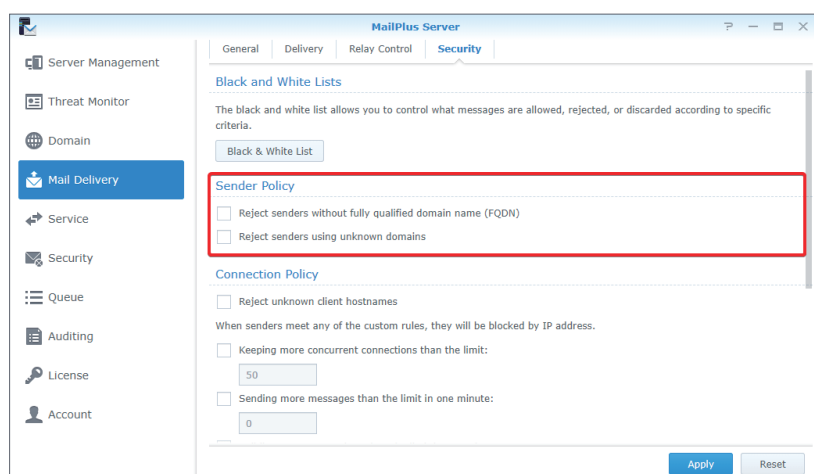 MailPlus Server
Server Management
Threat Monitor
Domain
Mail Delivery
Service
Security
Queue
Auditing
License
Account
General
Delivery
Relay Control
Security
Black and White Lists
The black and white list allows you to control what messages are allowed, rejected, or discarded according to specific
criteria.
Black & White List
Sender Policy
Reject senders without fully qualified domain name (FQDN)
Reject senders using unknown domains
Connection Policy
Reject unknown client hostnames
When senders meet any of the custom rules, they will be blocked by IP address.
Keeping more concurrent connections than the limit:
50
Sending more messages than the limit in one minute:
0
Apply
Reset